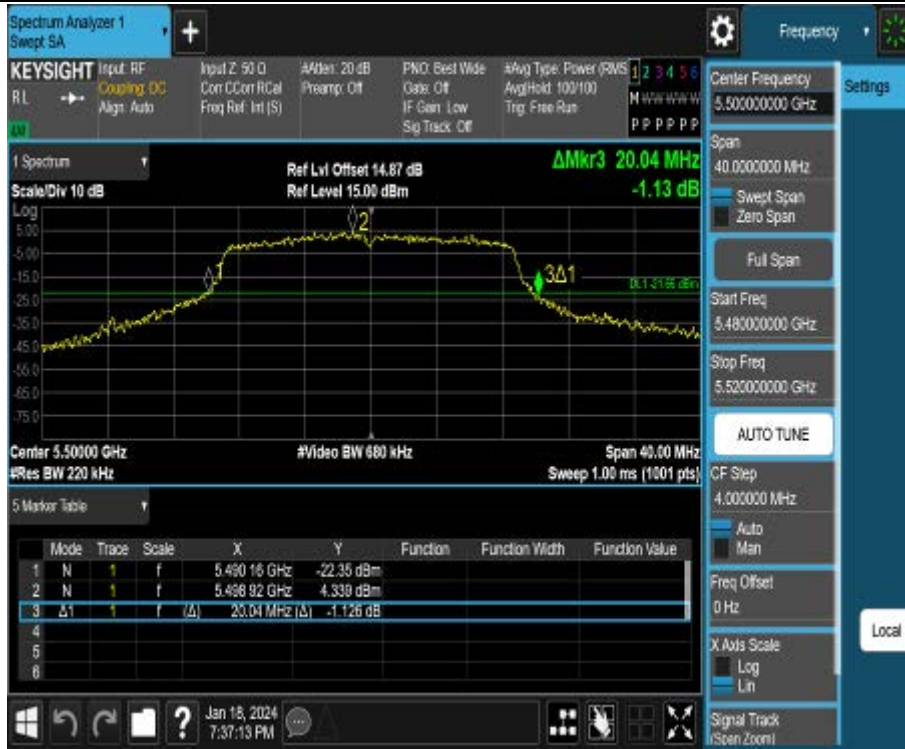 Spectrum Analyzer 1
Swept SA
+
Frequency
KEYSIGHT
RL
Input: RF
Coupling: DC
Align: Auto
Input Z: 50 Ω
Corr CCorr RCal
Freq Ref: Int (S)
#Atten: 20 dB
Preamp: Off
PNO: Best Wide
Gate: Off
IF Gain: Low
Sig Track: Off
#Avg Type: Power (RMS
Avg|Hold: 100/100
Trig: Free Run
1 2 3 4 5 6
M W W W W W
P P P P P P
1 Spectrum
Scale/Div 10 dB
Ref Lvl Offset 14.87 dB
Ref Level 15.00 dBm
ΔMkr3 20.04 MHz
-1.13 dB
Log
5.00
-5.00
-15.0
-25.0
-35.0
-45.0
-55.0
-65.0
-75.0
1
2
3Δ1
DL1 -21.66 dBm
Center 5.50000 GHz
#Video BW 680 kHz
Span 40.00 MHz
#Res BW 220 kHz
Sweep 1.00 ms (1001 pts)
5 Marker Table
Mode Trace Scale X Y Function Function Width Function Value
1 N 1 f 5.490 16 GHz -22.35 dBm
2 N 1 f 5.498 92 GHz 4.339 dBm
3 Δ1 1 f (Δ) 20.04 MHz (Δ) -1.126 dB
4
5
6
Jan 18, 2024
7:37:13 PM
?
Center Frequency
5.500000000 GHz
Settings
Span
40.0000000 MHz
Swept Span
Zero Span
Full Span
Start Freq
5.480000000 GHz
Stop Freq
5.520000000 GHz
AUTO TUNE
CF Step
4.000000 MHz
Auto
Man
Freq Offset
0 Hz
Local
X Axis Scale
Log
Lin
Signal Track
(Span Zoom)